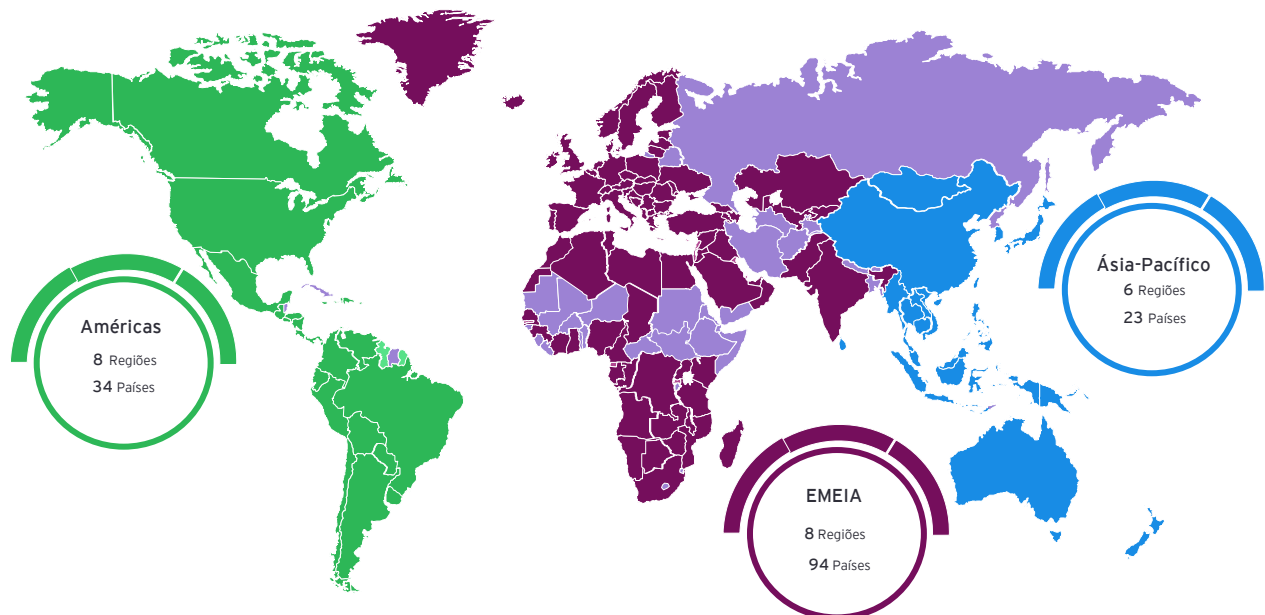 Américas
8 Regiões
34 Países
Ásia-Pacífico
6 Regiões
23 Países
EMEIA
8 Regiões
94 Países